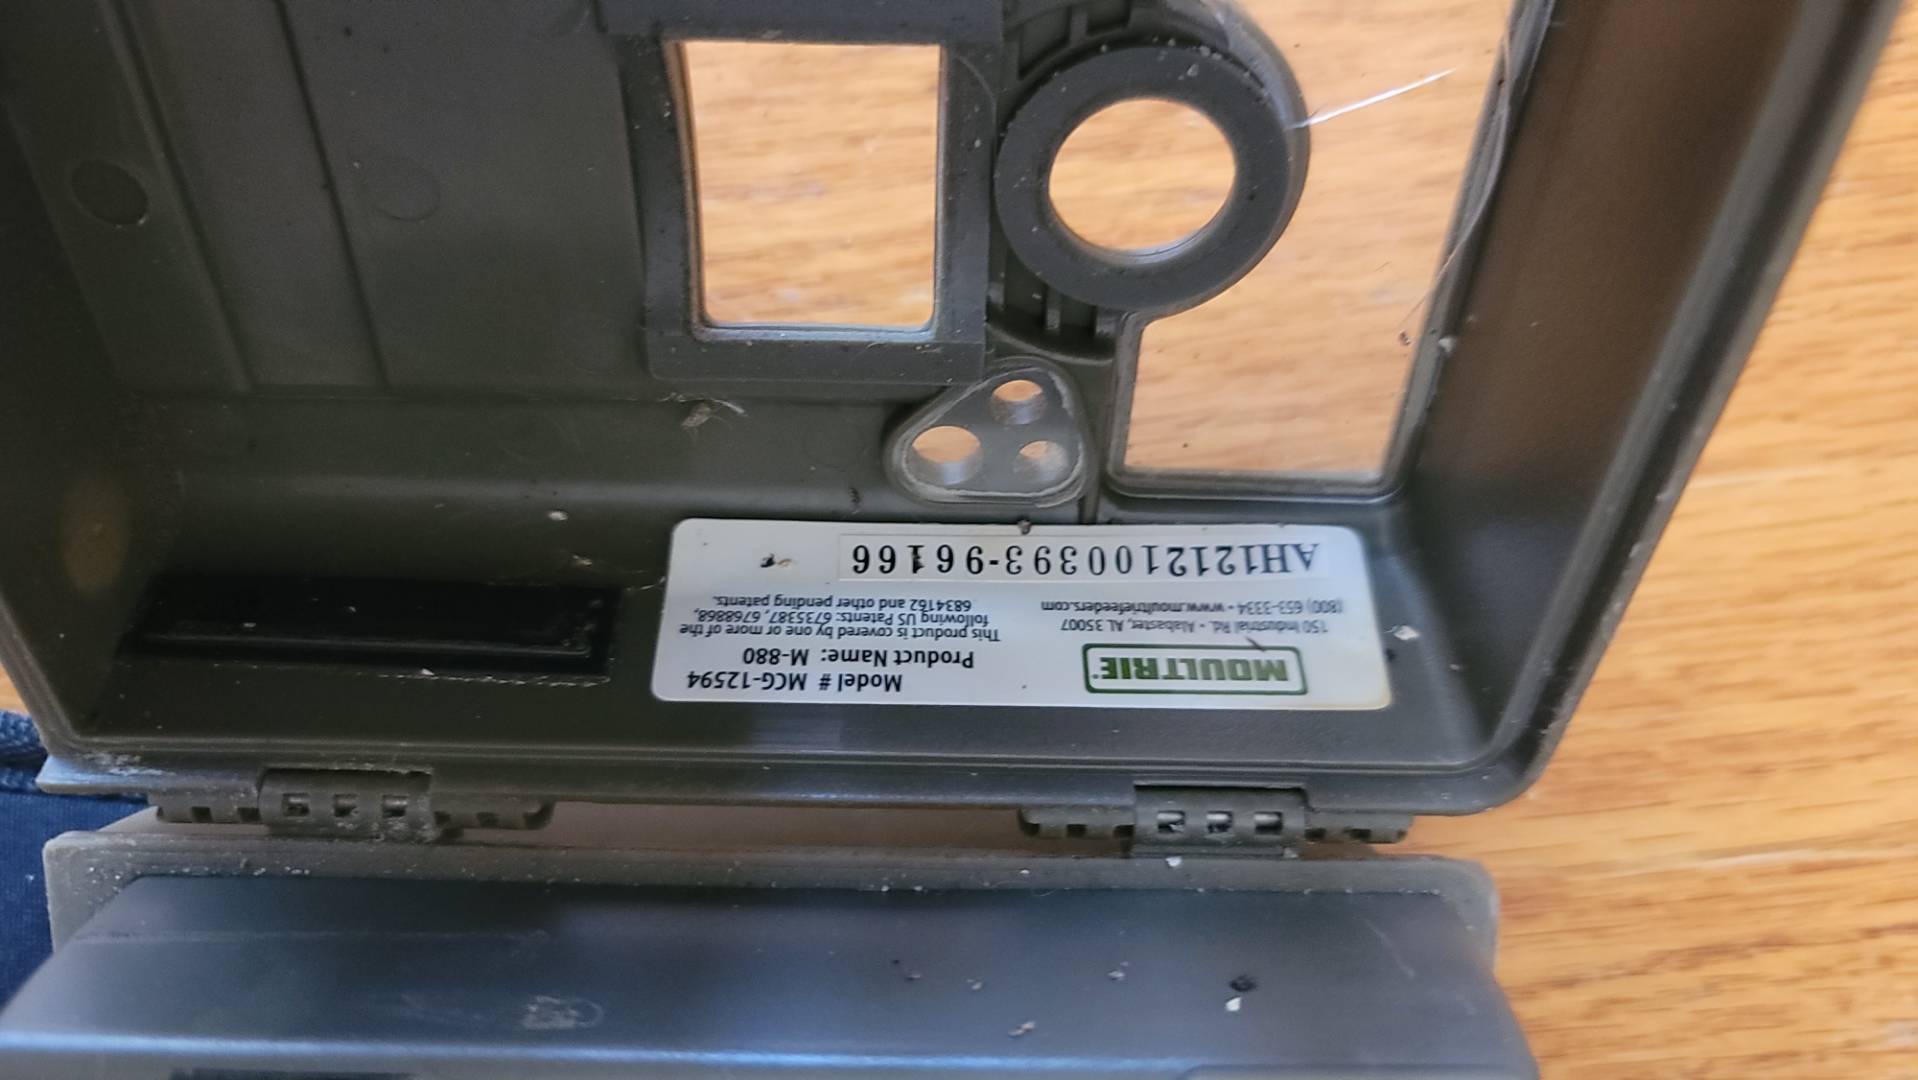 MOULTRIE®
150 Industrial Rd. • Alabaster, AL 35007
(800) 653-3334 • www.moultriefeeders.com
Model # MCG-12594
Product Name: M-880
This product is covered by one or more of the
following US Patents: 6735387, 6768868,
6834162 and other pending patents.
AH1212100393-96166